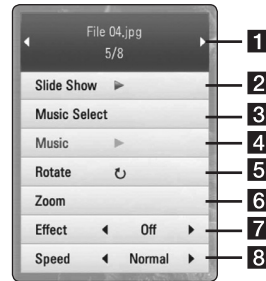 File 04.jpg
5/8
1
Slide Show
2
Music Select
3
Music
4
Rotate
5
Zoom
6
Effect Off
7
Speed Normal
8